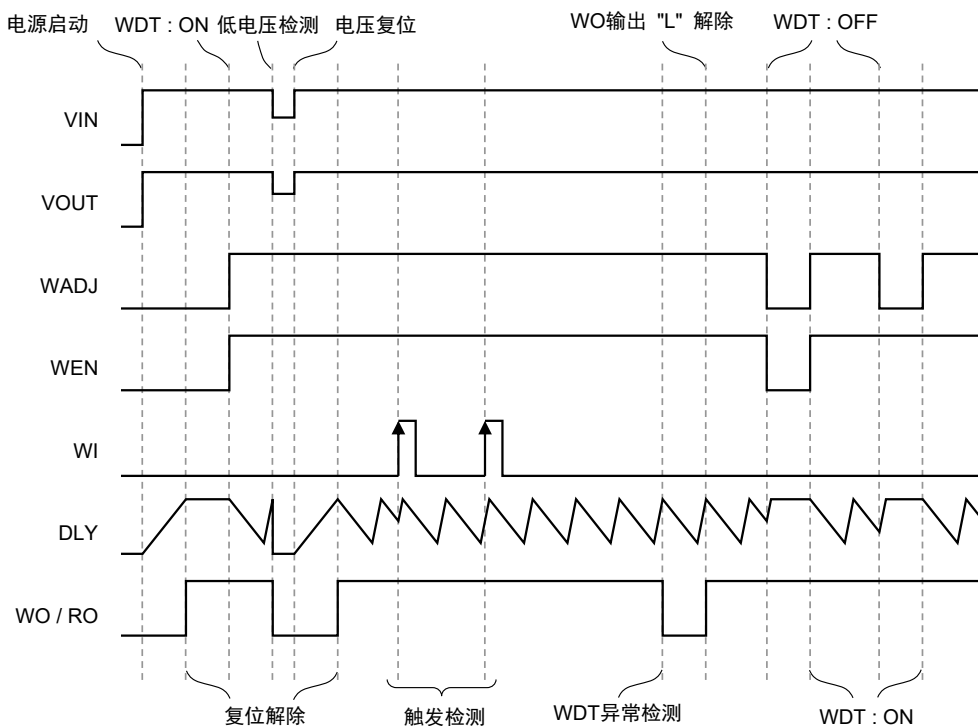 电源启动 WDT : ON 低电压检测 电压复位 WO输出 "L" 解除 WDT : OFF
VIN
VOUT
WADJ
WEN
WI
DLY
WO / RO
复位解除 触发检测 WDT异常检测 WDT : ON